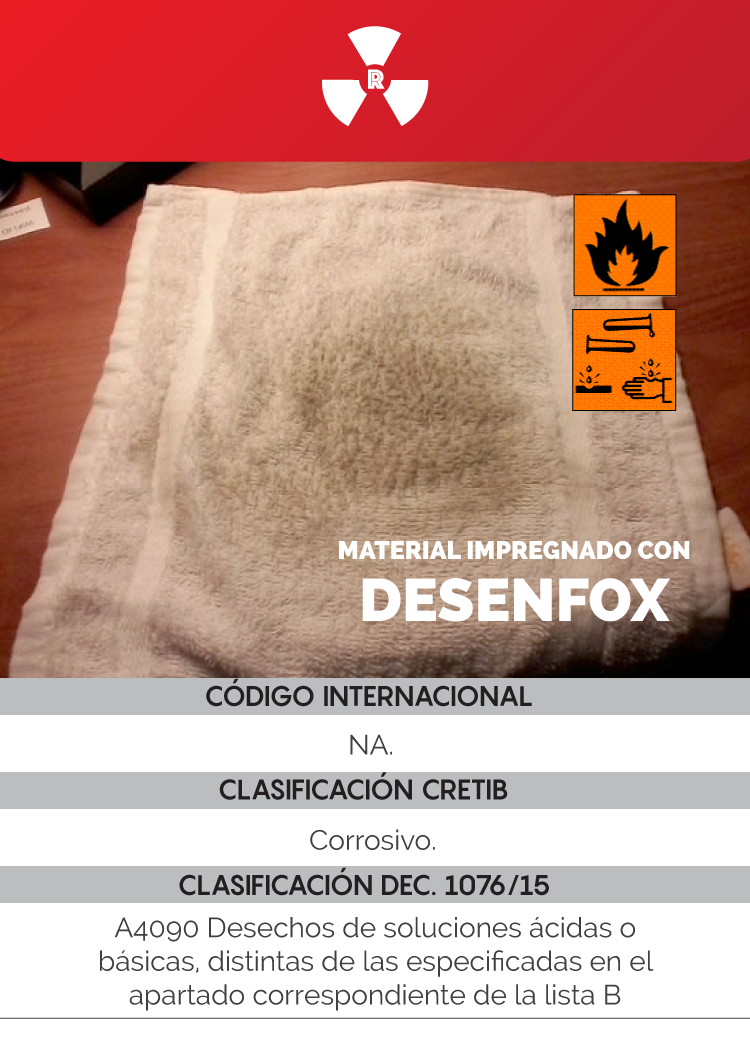 R
MATERIAL IMPREGNADO CON
DESENFOX
CÓDIGO INTERNACIONAL
NA.
CLASIFICACIÓN CRETIB
Corrosivo.
CLASIFICACIÓN DEC. 1076/15
A4090 Desechos de soluciones ácidas o
básicas, distintas de las especificadas en el
apartado correspondiente de la lista B